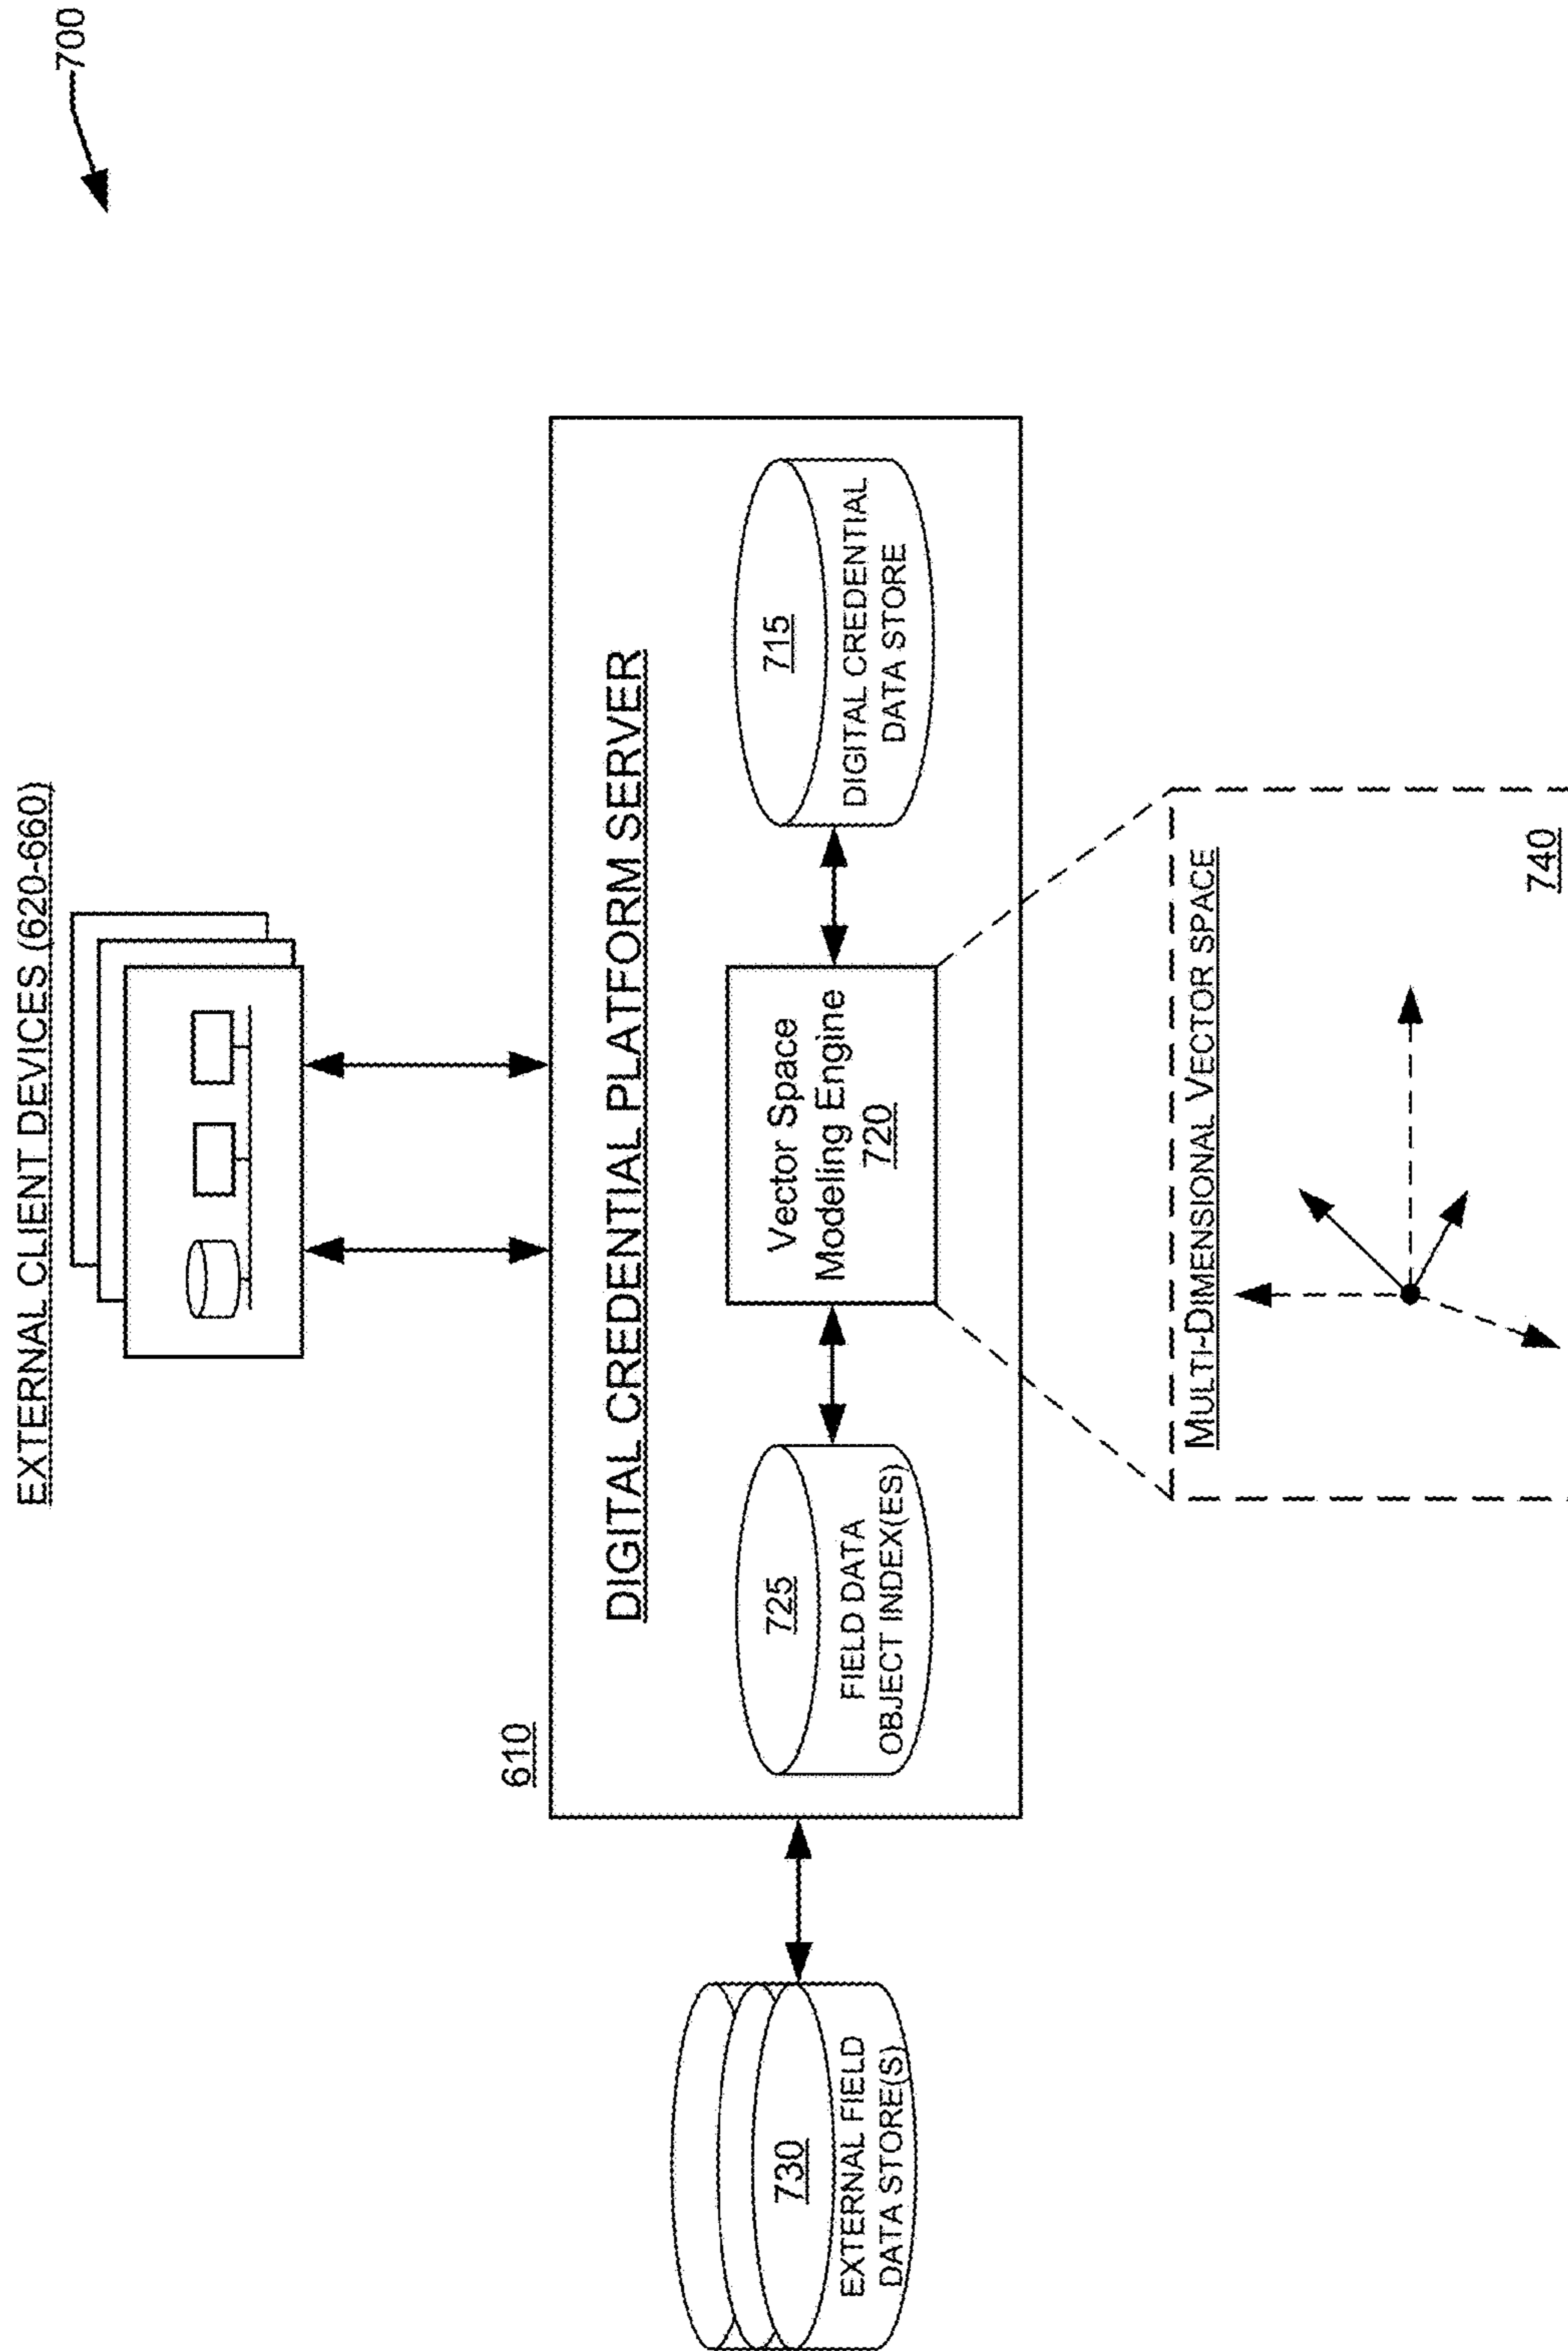 700
EXTERNAL CLIENT DEVICES (620-660)
610
DIGITAL CREDENTIAL PLATFORM SERVER
730
EXTERNAL FIELD
DATA STORE(S)
725
FIELD DATA
OBJECT INDEX(ES)
Vector Space
Modeling Engine
720
715
DIGITAL CREDENTIAL
DATA STORE
MULTI-DIMENSIONAL VECTOR SPACE
740